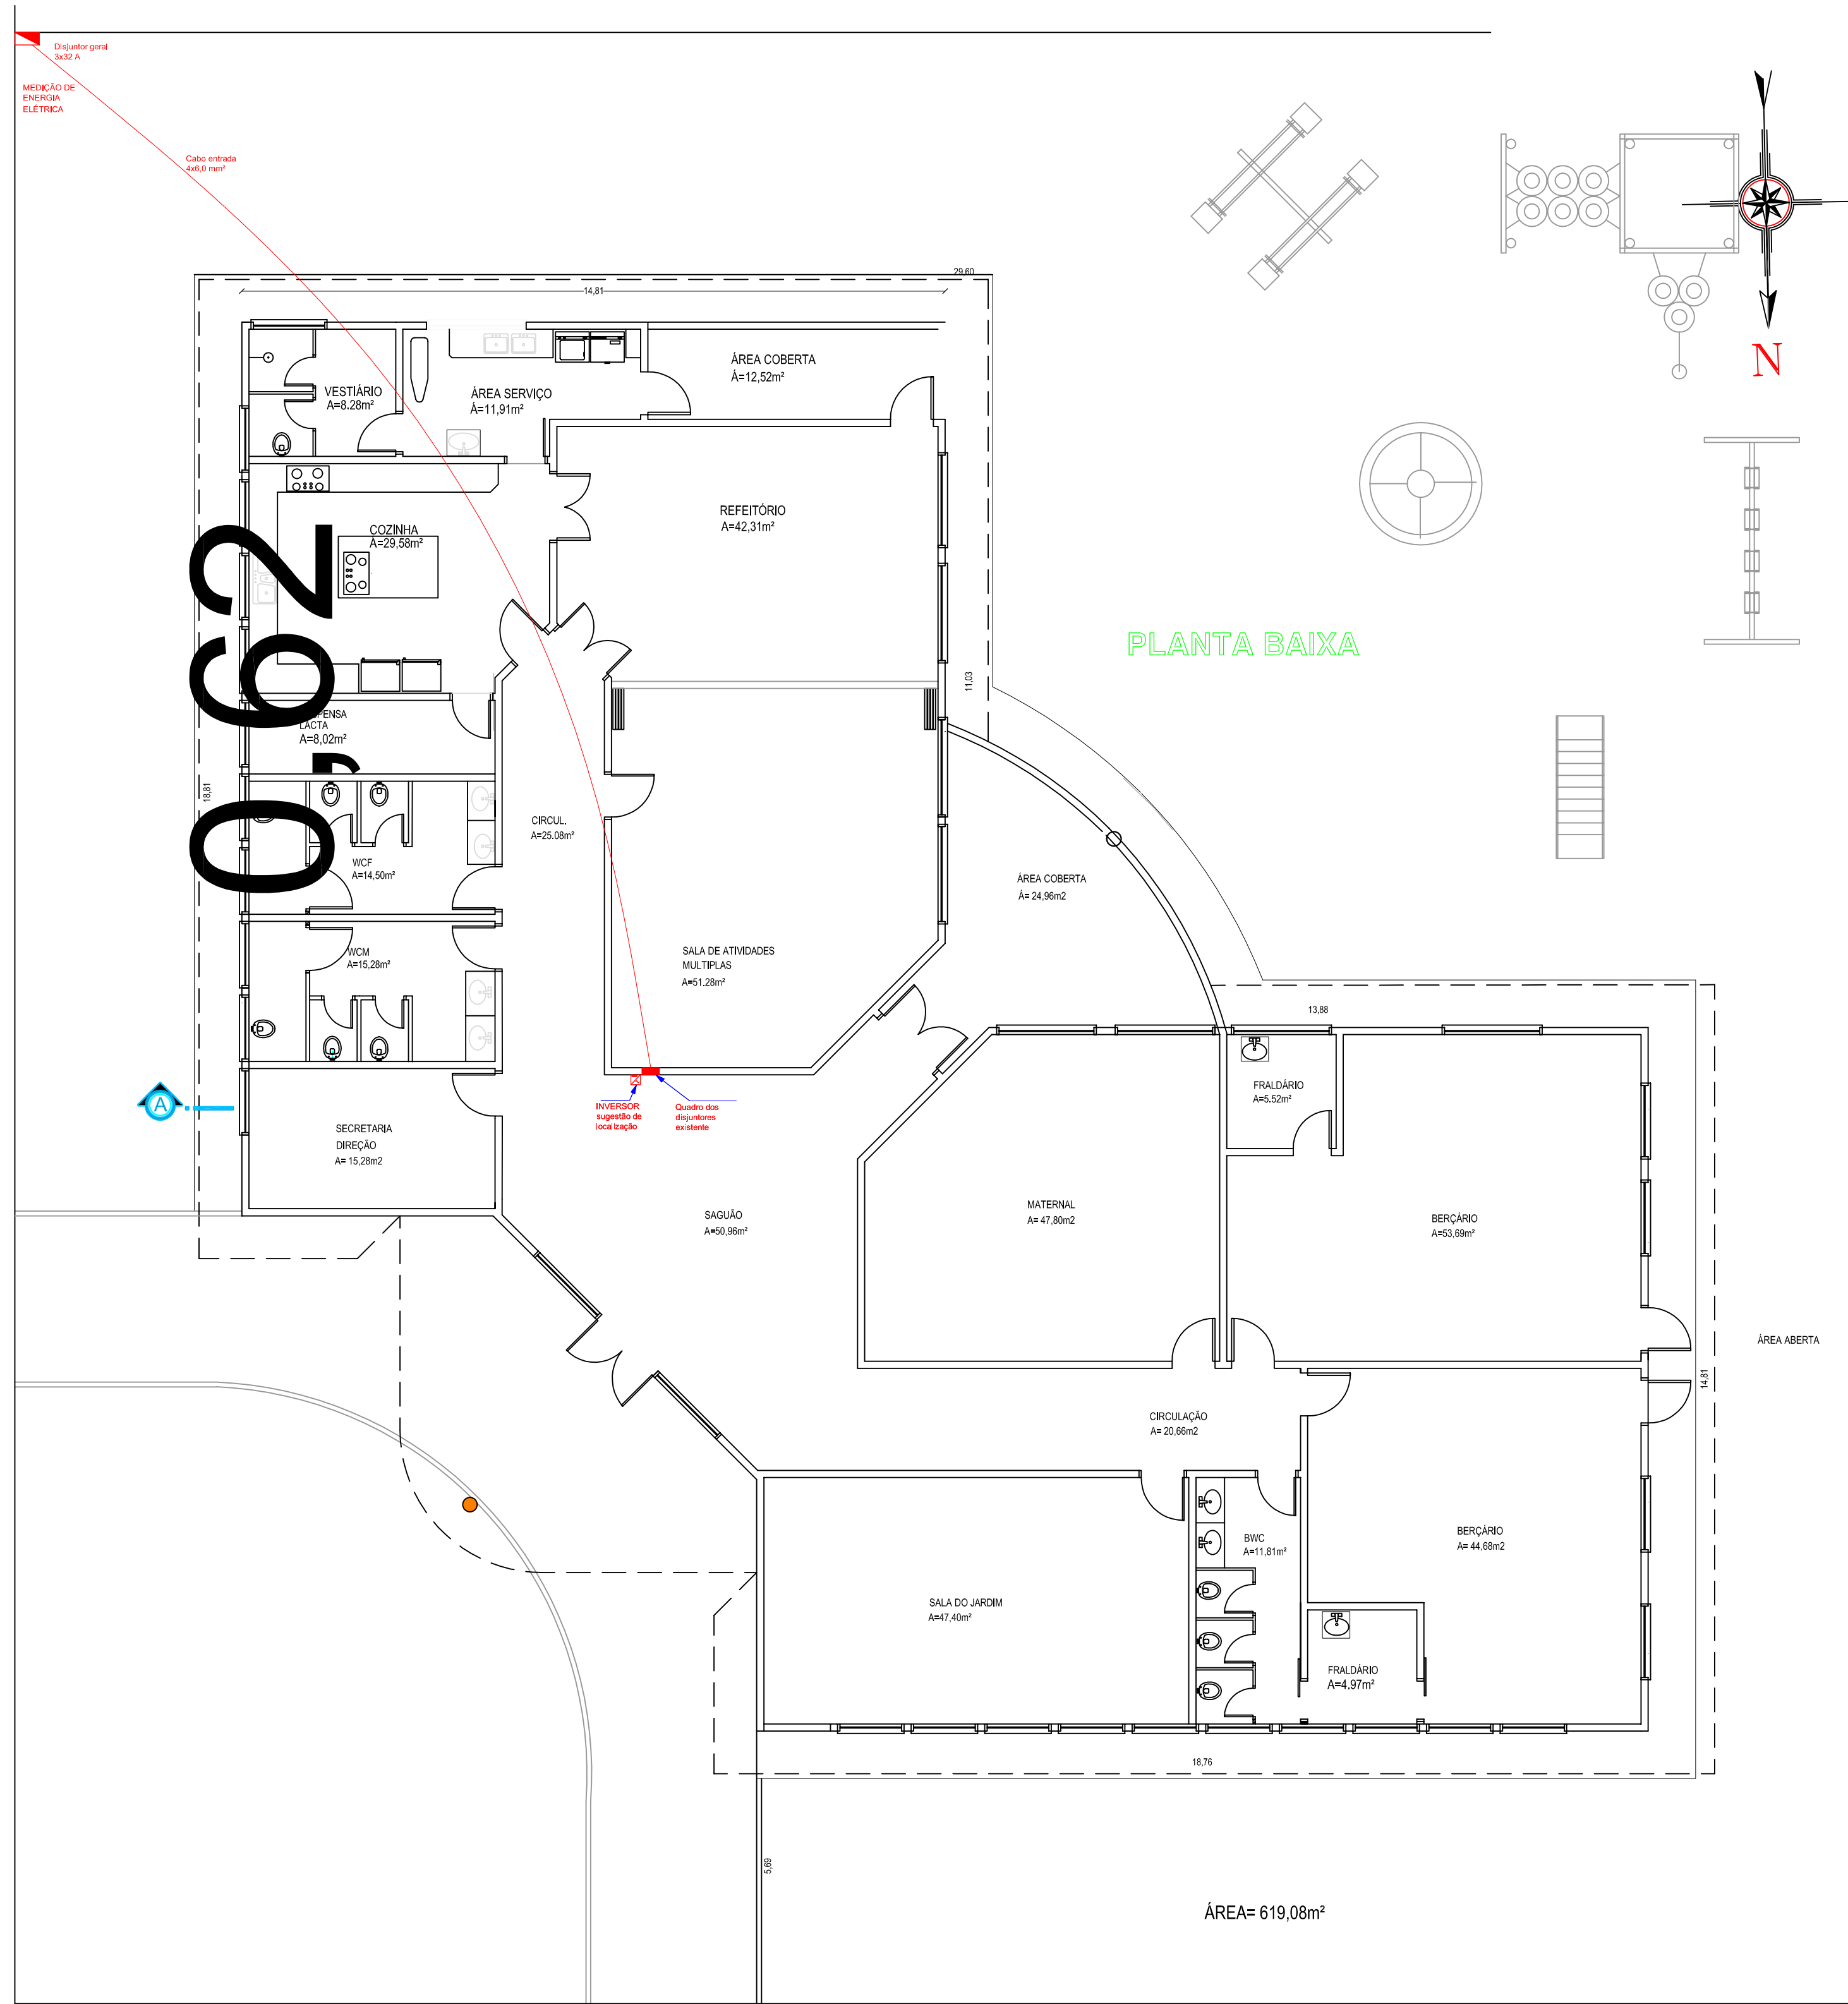 Disjuntor geral
3x32 A
MEDIÇÃO DE
ENERGIA
ELÉTRICA
Cabo entrada
4x6,0 mm²
29,60
14,81
N
ÁREA COBERTA
Á=12,52m²
VESTIÁRIO
A=8.28m²
ÁREA SERVIÇO
Á=11,91m²
REFEITÓRIO
A=42,31m²
COZINHA
Á=29,58m²
0,62
PLANTA BAIXA
11,03
LACTA
A=8,02m²
18,81
CIRCUL.
A=25.08m²
WCF
A=14,50m²
ÁREA COBERTA
Á= 24,96m2
WCM
A=15,28m²
SALA DE ATIVIDADES
MULTIPLAS
A=51.28m²
13,88
FRALDÁRIO
A=5.52m²
A
INVERSOR
sugestão de
localização
Quadro dos
disjuntores
existente
SECRETARIA
DIREÇÃO
A= 15,28m2
SAGUÃO
A=50,96m²
MATERNAL
A= 47,80m2
BERÇÁRIO
A=53,69m²
ÁREA ABERTA
14,81
CIRCULAÇÃO
A= 20,66m2
BWC
A=11,81m²
BERÇÁRIO
A= 44,68m2
SALA DO JARDIM
A=47,40m²
FRALDÁRIO
A=4.97m²
18,76
5,69
ÁREA= 619,08m²